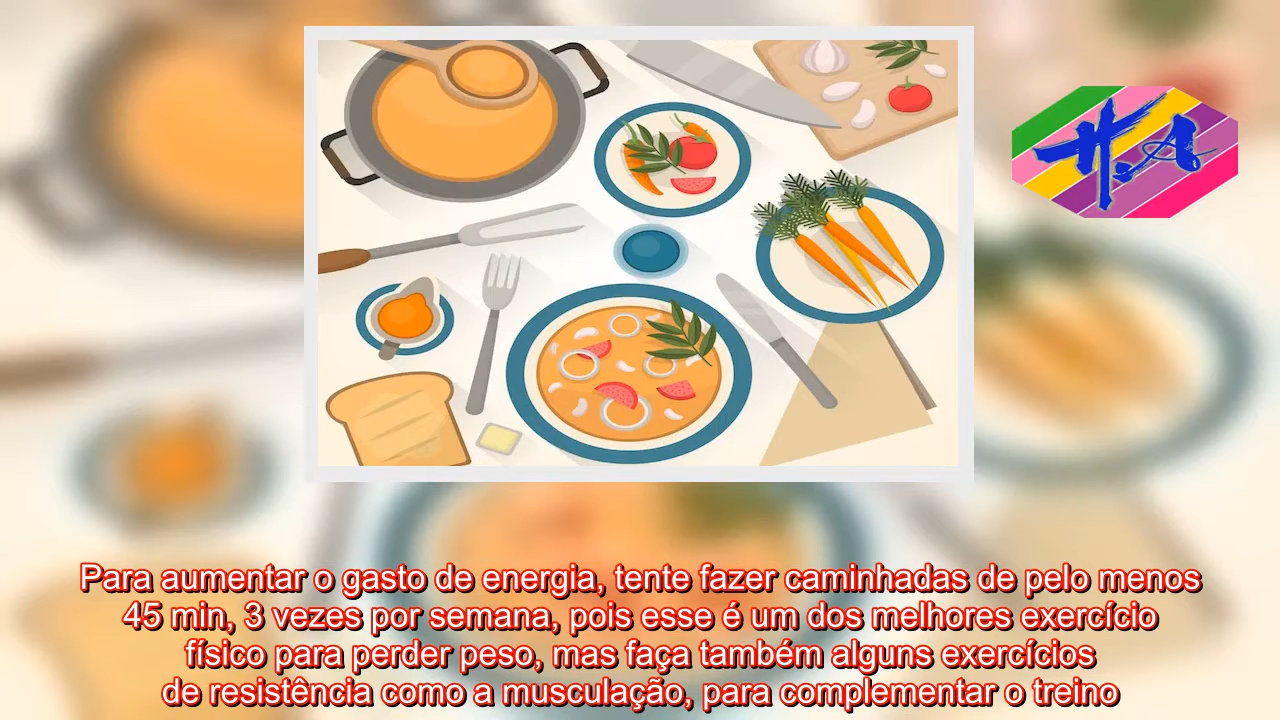 H.A
Para aumentar o gasto de energia, tente fazer caminhadas de pelo menos
45 min, 3 vezes por semana, pois esse é um dos melhores exercício
físico para perder peso, mas faça também alguns exercícios
de resistência como a musculação, para complementar o treino